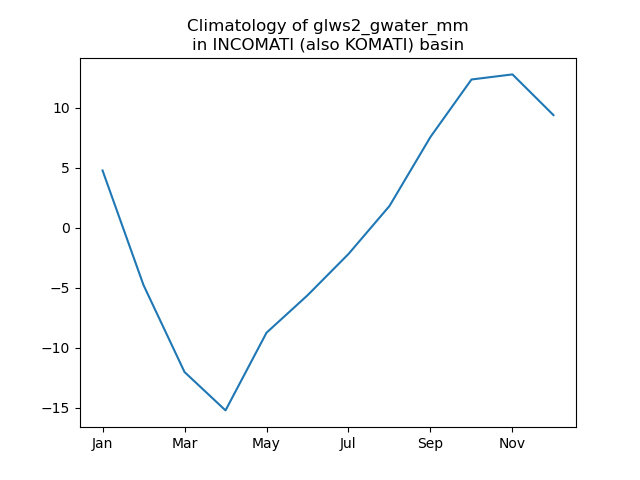 Climatology of glws2_gwater_mm
in INCOMATI (also KOMATI) basin
10
5
0
−5
−10
−15
Jan Mar May Jul Sep Nov